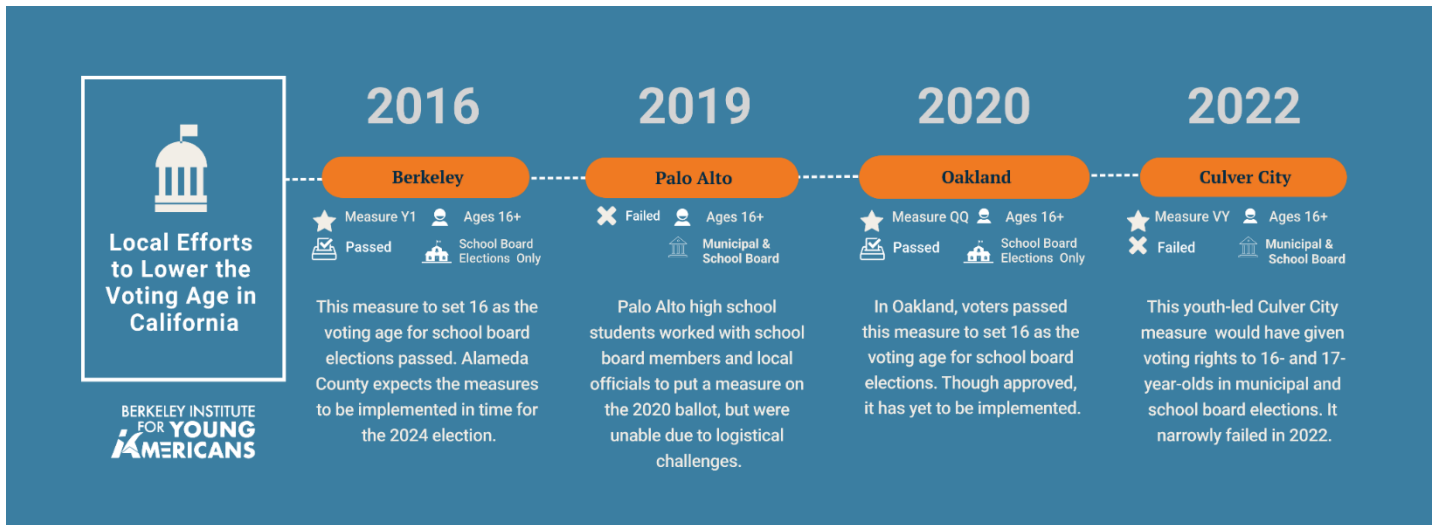 Local Efforts
to Lower the
Voting Age in
California
BERKELEY INSTITUTE
FOR YOUNG
AMERICANS
2016
Berkeley
Measure Y1
Ages 16+
Passed
School Board
Elections Only
This measure to set 16 as the
voting age for school board
elections passed. Alameda
County expects the measures
to be implemented in time for
the 2024 election.
2019
Palo Alto
Failed
Ages 16+
Municipal &
School Board
Palo Alto high school
students worked with school
board members and local
officials to put a measure on
the 2020 ballot, but were
unable due to logistical
challenges.
2020
Oakland
Measure QQ
Ages 16+
Passed
School Board
Elections Only
In Oakland, voters passed
this measure to set 16 as the
voting age for school board
elections. Though approved,
it has yet to be implemented.
2022
Culver City
Measure VY
Ages 16+
Failed
Municipal &
School Board
This youth-led Culver City
measure would have given
voting rights to 16- and 17-
year-olds in municipal and
school board elections. It
narrowly failed in 2022.